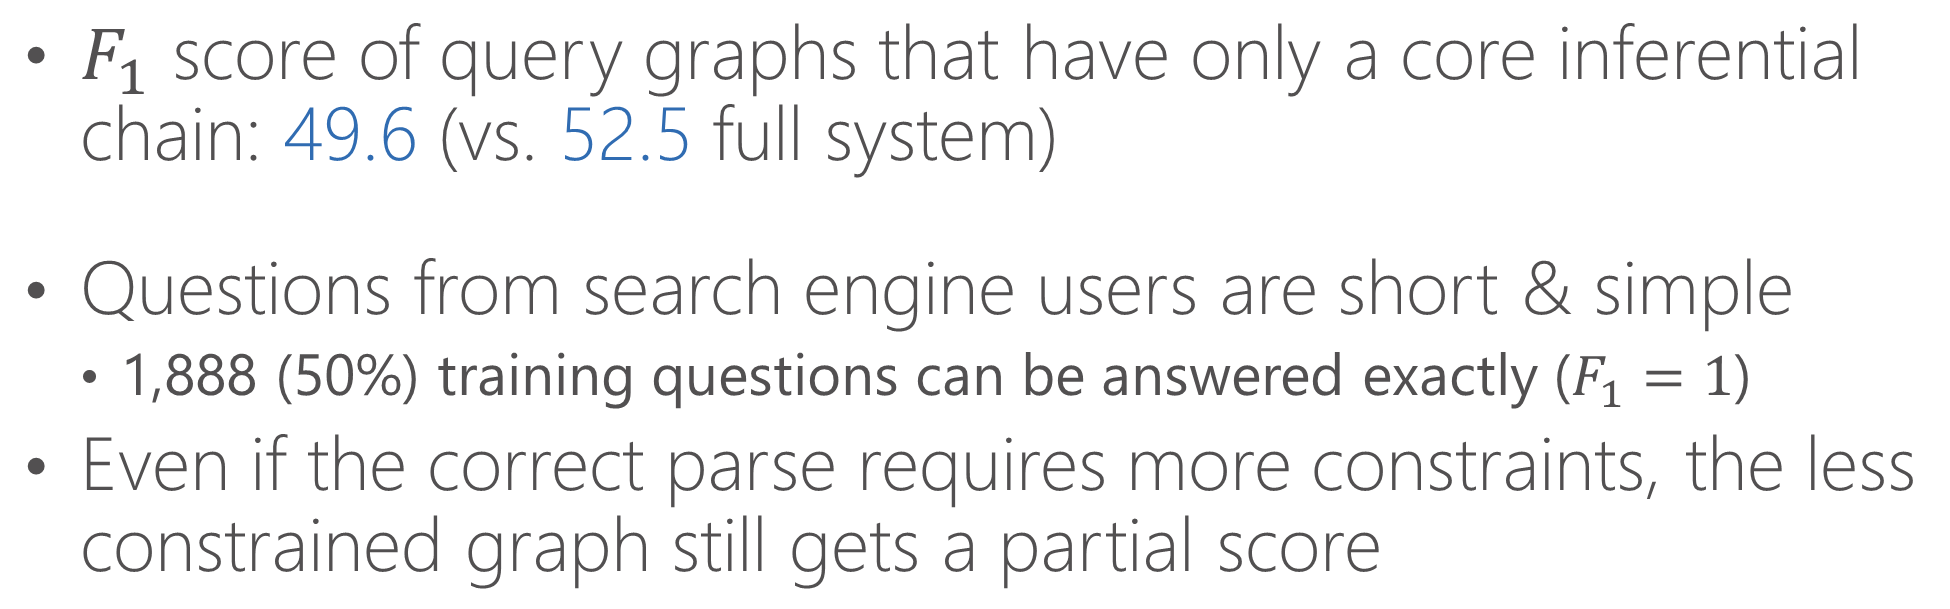 • F₁ score of query graphs that have only a core inferential
chain: 49.6 (vs. 52.5 full system)
• Questions from search engine users are short & simple
• 1,888 (50%) training questions can be answered exactly (F₁ = 1)
• Even if the correct parse requires more constraints, the less
constrained graph still gets a partial score